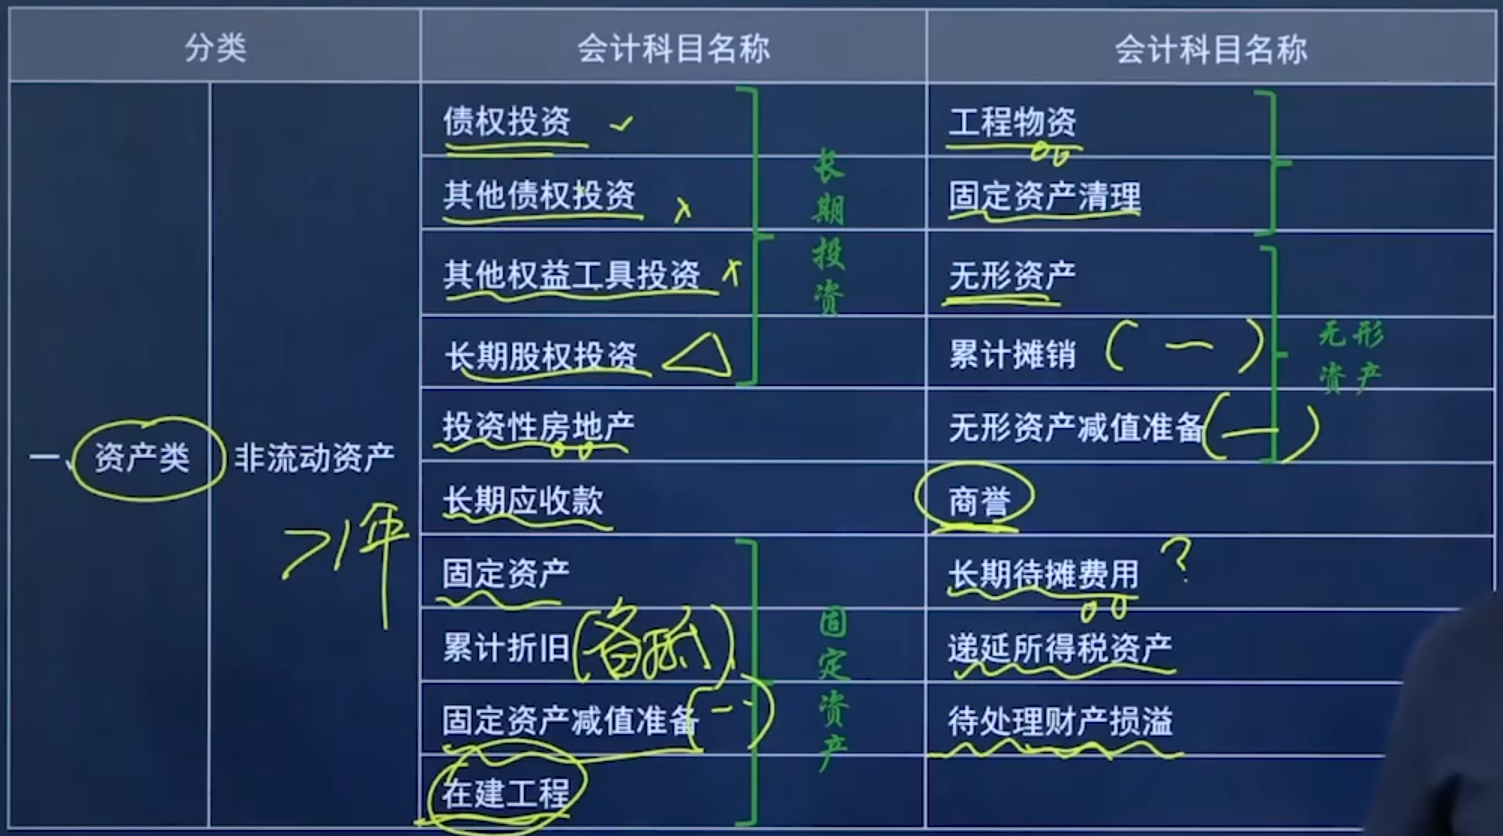 分类 会计科目名称 会计科目名称
债权投资 工程物资
其他债权投资 固定资产清理
其他权益工具投资 无形资产
长期股权投资 累计摊销 (一)
长期投资
无形资产
投资性房地产 无形资产减值准备 (一)
一、资产类 非流动资产
>1年
长期应收款 商誉
固定资产 长期待摊费用 ?
累计折旧 (备抵) 递延所得税资产
固定资产减值准备 (一) 待处理财产损溢
固定资产
在建工程